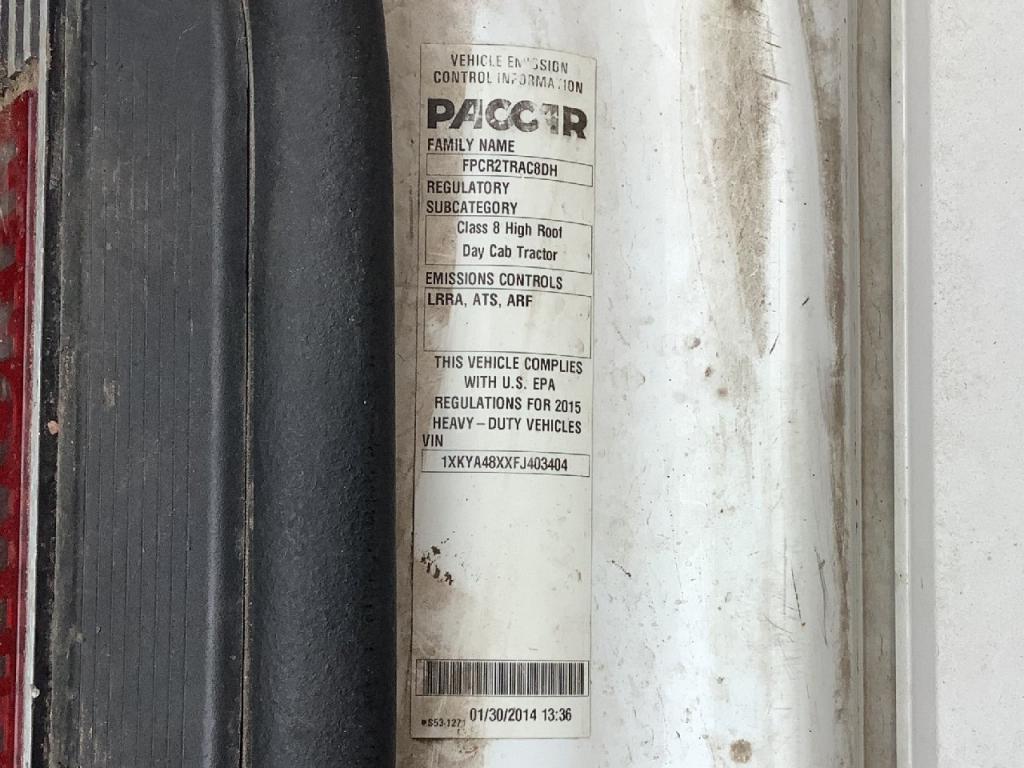 VEHICLE EMISSION
CONTROL INFORMATION
PACCAR
FAMILY NAME
FPCR2TRAC8DH
REGULATORY
SUBCATEGORY
Class 8 High Roof
Day Cab Tractor
EMISSIONS CONTROLS
LRRA, ATS, ARF
THIS VEHICLE COMPLIES
WITH U.S. EPA
REGULATIONS FOR 2015
HEAVY-DUTY VEHICLES
VIN
1XKYA48XXFJ403404
01/30/2014 13:36